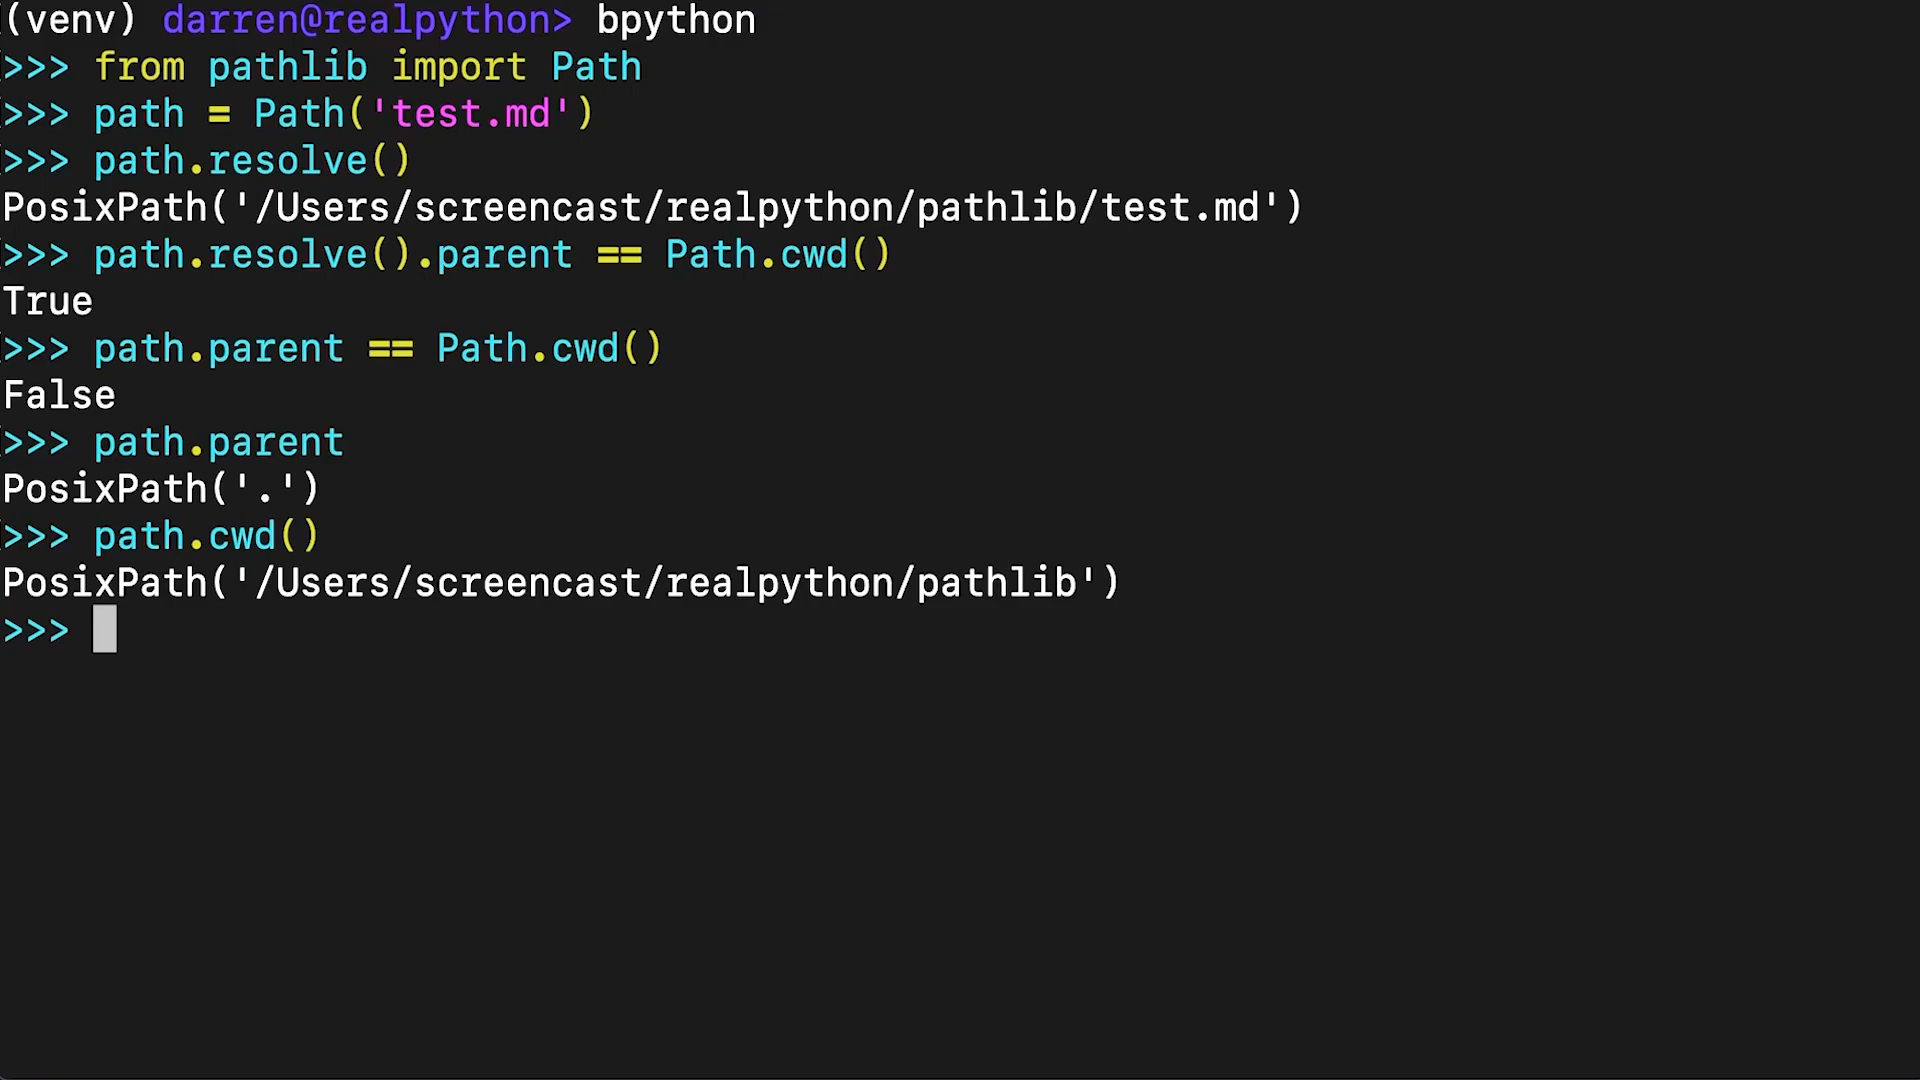 (venv) darren@realpython> bpython
>>> from pathlib import Path
>>> path = Path('test.md')
>>> path.resolve()
PosixPath('/Users/screencast/realpython/pathlib/test.md')
>>> path.resolve().parent == Path.cwd()
True
>>> path.parent == Path.cwd()
False
>>> path.parent
PosixPath('.')
>>> path.cwd()
PosixPath('/Users/screencast/realpython/pathlib')
>>>